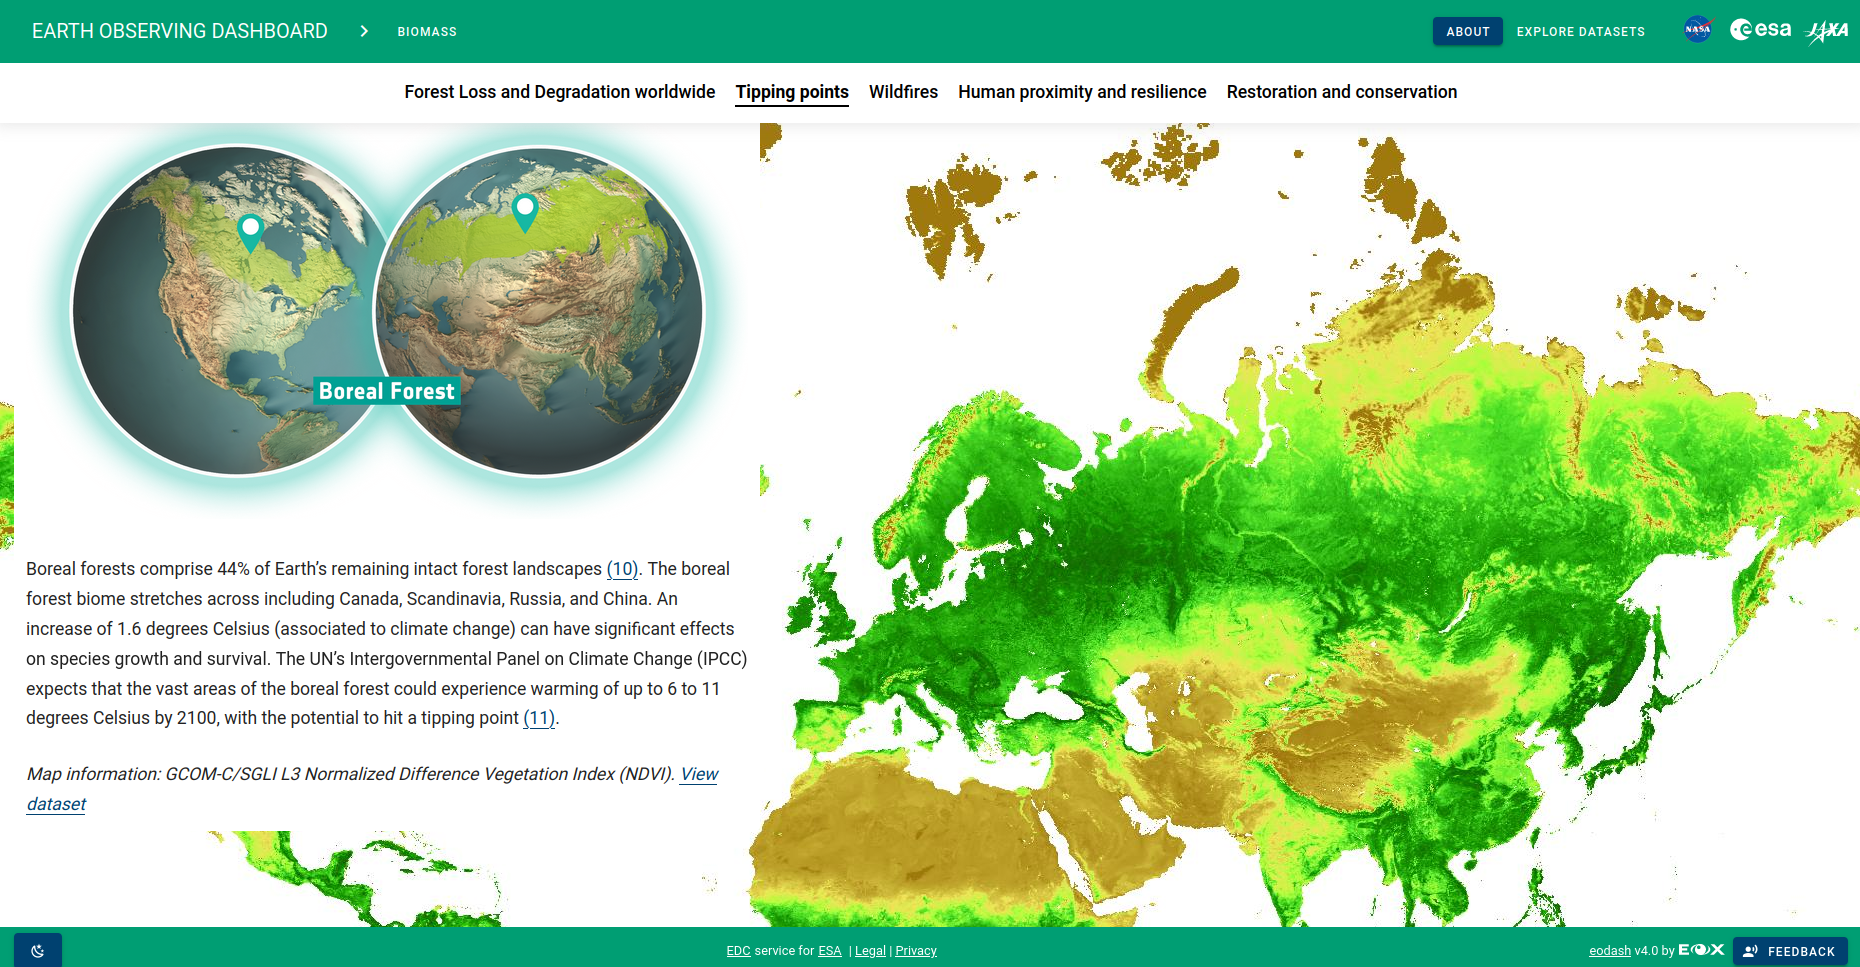 EARTH OBSERVING DASHBOARD
BIOMASS
ABOUT
EXPLORE DATASETS
NASA
esa
JAXA
Forest Loss and Degradation worldwide
Tipping points
Wildfires
Human proximity and resilience
Restoration and conservation
Boreal Forest
Boreal forests comprise 44% of Earth’s remaining intact forest landscapes (10). The boreal
forest biome stretches across including Canada, Scandinavia, Russia, and China. An
increase of 1.6 degrees Celsius (associated to climate change) can have significant effects
on species growth and survival. The UN’s Intergovernmental Panel on Climate Change (IPCC)
expects that the vast areas of the boreal forest could experience warming of up to 6 to 11
degrees Celsius by 2100, with the potential to hit a tipping point (11).
Map information: GCOM-C/SGLI L3 Normalized Difference Vegetation Index (NDVI). View
dataset
EDC service for ESA | Legal | Privacy
eodash v4.0 by EOX
FEEDBACK